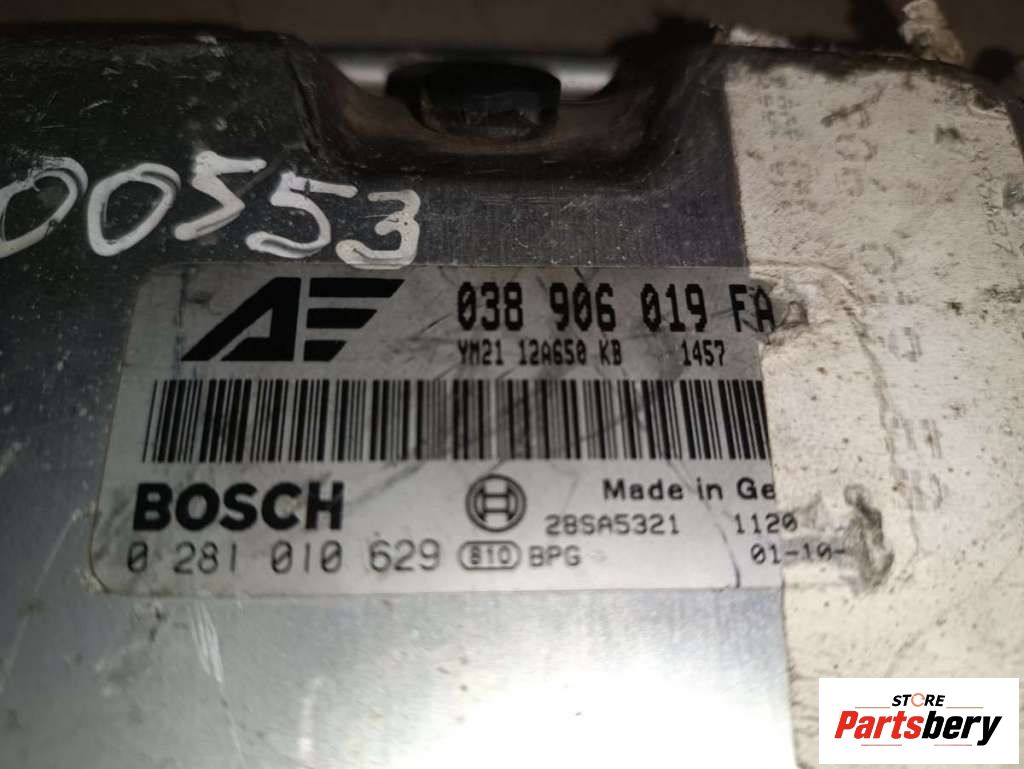 00553
AE
038 906 019 FA
YM21 12A650 KB 1457
BOSCH
Made in Ge
28SA5321 1120
0 281 010 629 810 BPG 01-10-
STORE
Partsbery